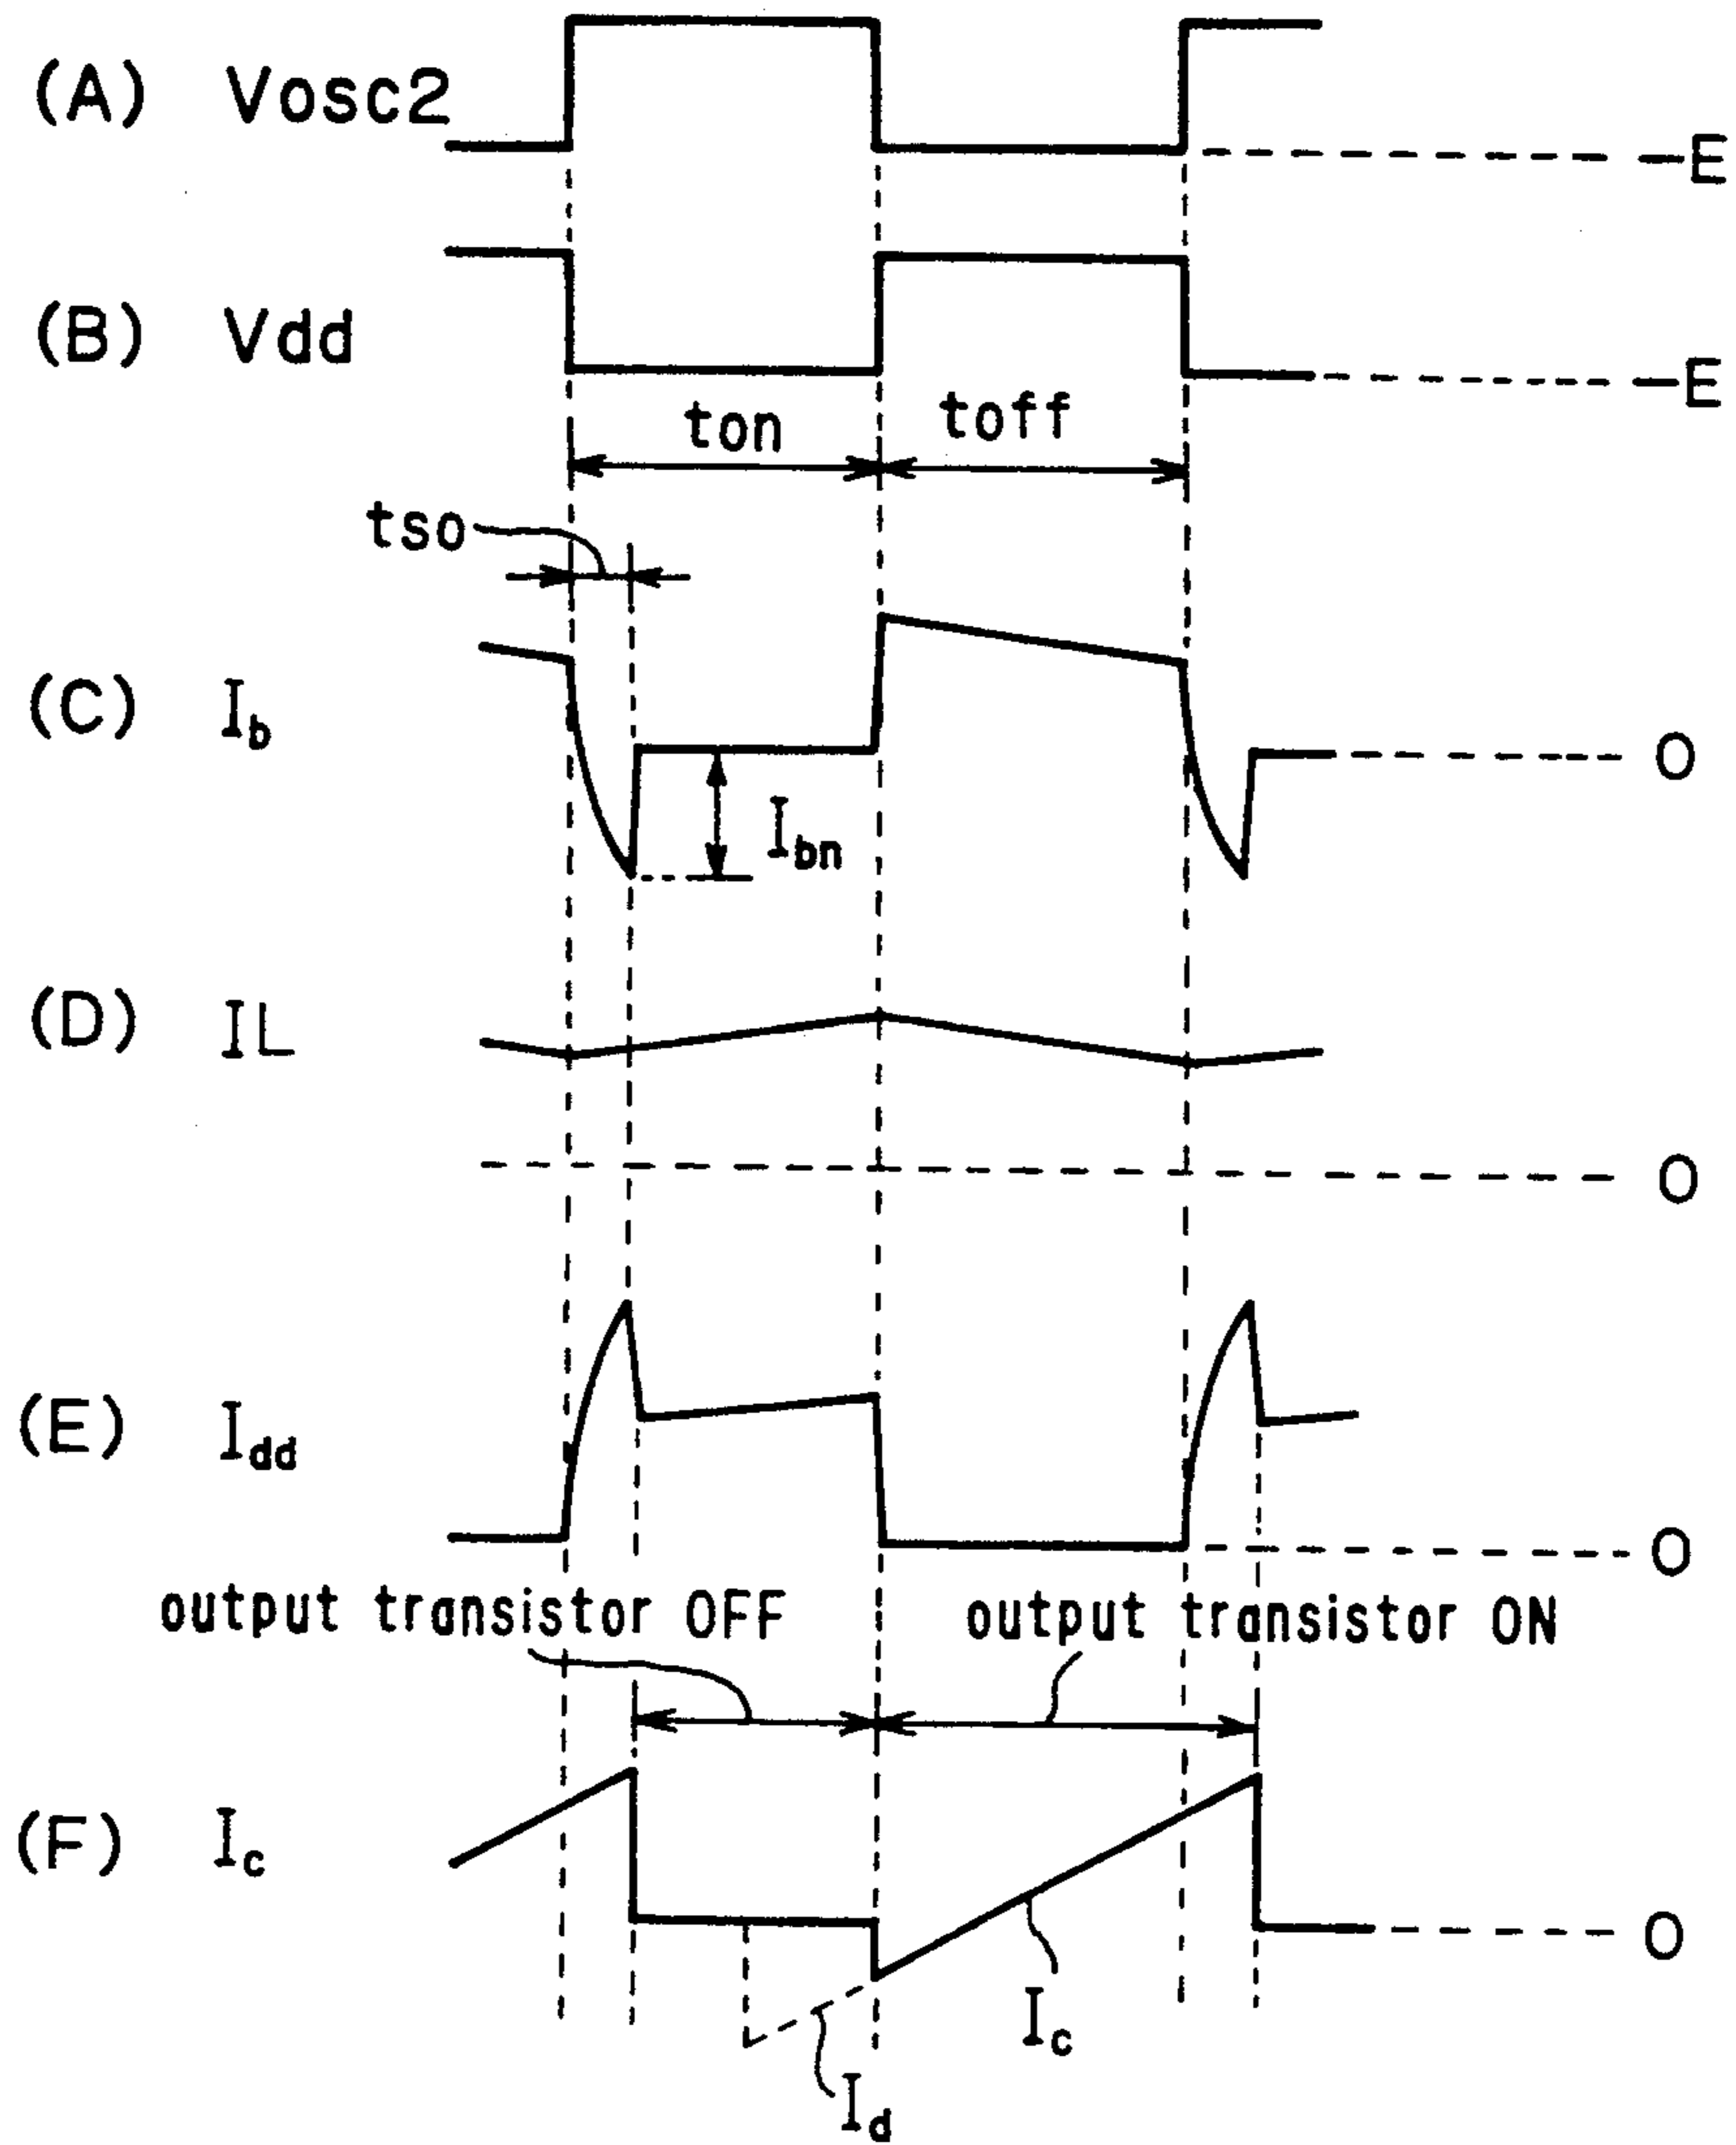 (A) Vosc2
-E
(B) Vdd
-E
ton
toff
tso
(C) Ib
0
Ibn
(D) IL
0
(E) Idd
0
output transistor OFF
output transistor ON
(F) Ic
0
Ic
Id